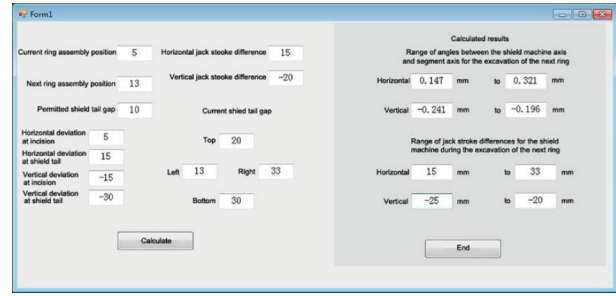 Form1
Current ring assembly position 5 Horizontal jack steoke difference 15
Next ring assembly position 13 Vertical jack steoke difference -20
Permitted shield tail gap 10 Current shied tail gap
Horizontal deviation
at incision 5
Top 20
Horizontal deviation
at shield tail 15
Left 13 Right 33
Vertical deviation
at incision -15
Vertical deviation
at shield tail -30
Bottom 30
Calculate
Calculated results
Range of angles between the shield machine axis
and segment axis for the excavation of the next ring
Horizontal 0.147 mm to 0.321 mm
Vertical -0.241 mm to -0.196 mm
Range of jack stroke differences for the shield
machine during the excavation of the next ring
Horizontal 15 mm to 33 mm
Vertical -25 mm to -20 mm
End